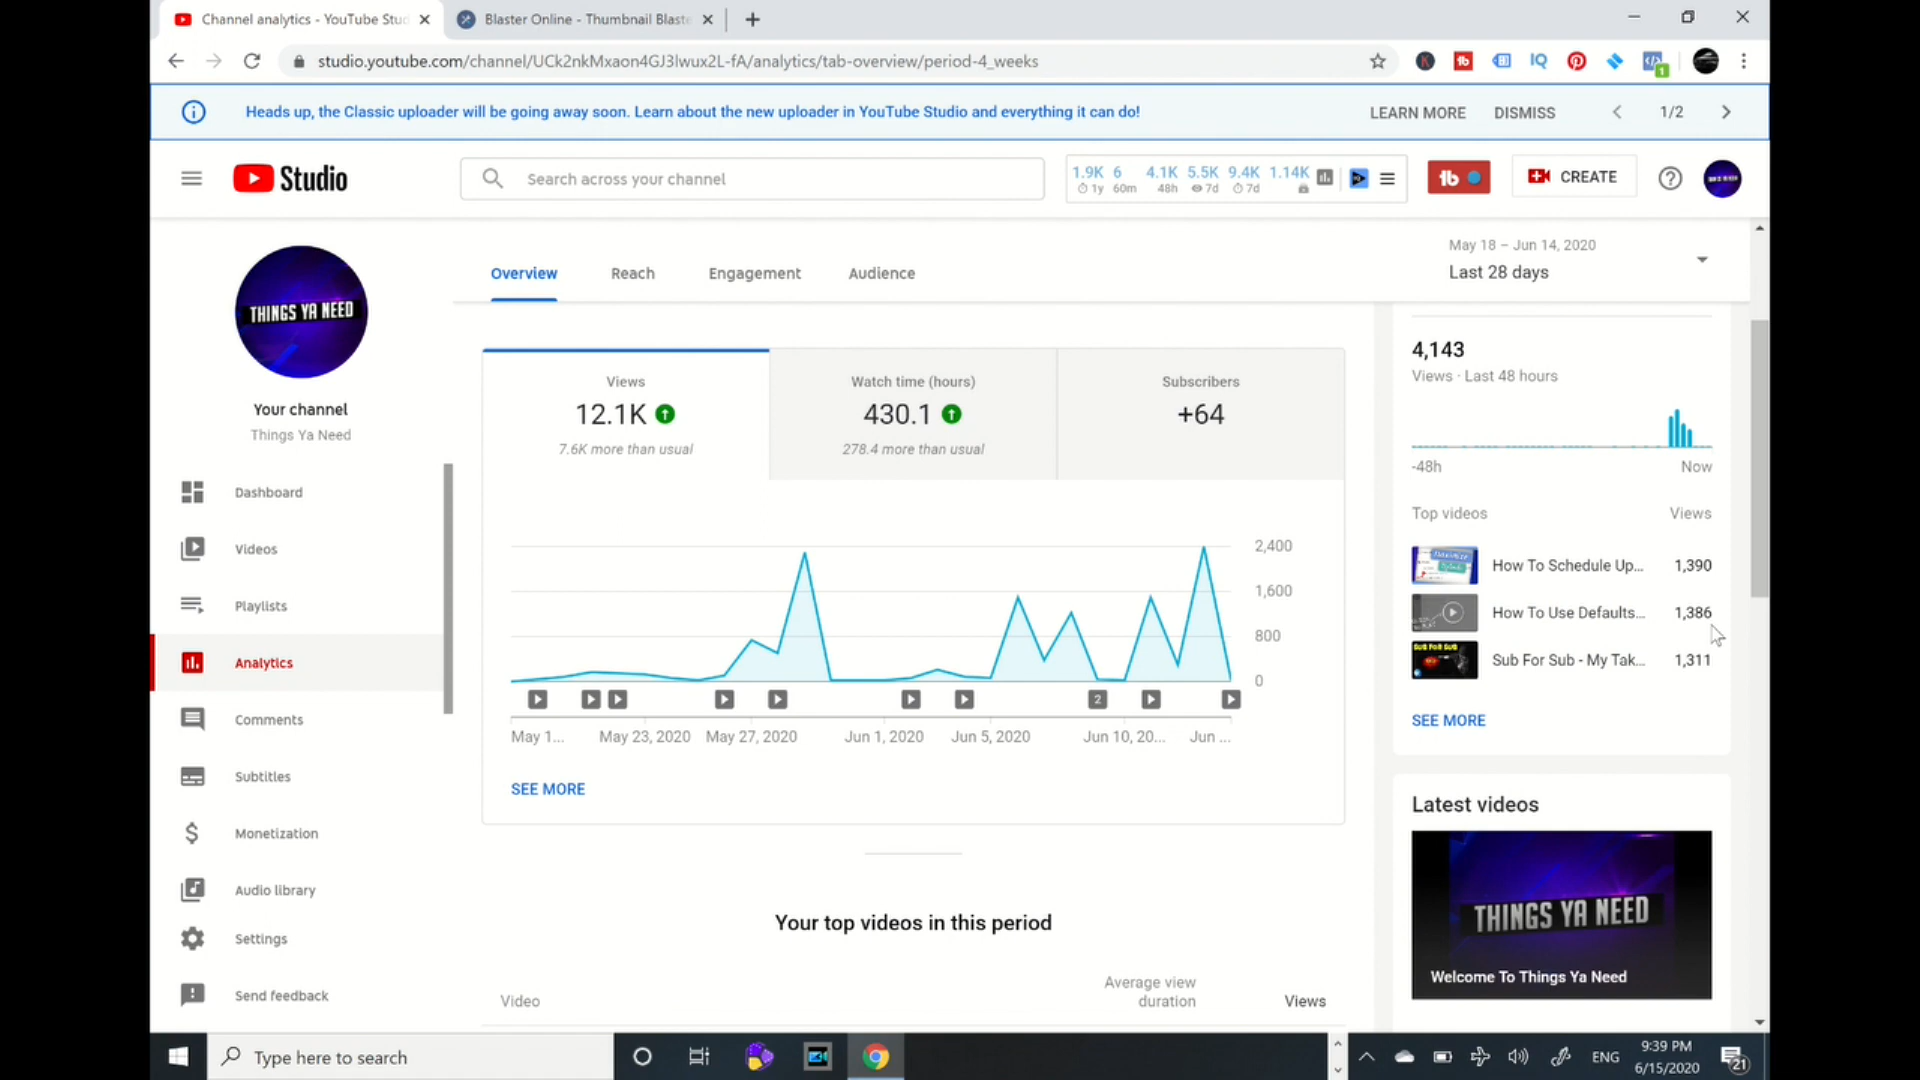 Channel analytics - YouTube Stud
Blaster Online - Thumbnail Blaste
studio.youtube.com/channel/UCk2nkMxaon4GJ3lwux2L-fA/analytics/tab-overview/period-4_weeks
Heads up, the Classic uploader will be going away soon. Learn about the new uploader in YouTube Studio and everything it can do!
LEARN MORE
DISMISS
1/2
Studio
Search across your channel
1.9K 6 4.1K 5.5K 9.4K 1.14K
1y 60m 48h 7d 7d
CREATE
THINGS YA NEED
Your channel
Things Ya Need
Dashboard
Videos
Playlists
Analytics
Comments
Subtitles
Monetization
Audio library
Settings
Send feedback
Overview
Reach
Engagement
Audience
May 18 – Jun 14, 2020
Last 28 days
Views
12.1K
7.6K more than usual
Watch time (hours)
430.1
278.4 more than usual
Subscribers
+64
2,400
1,600
800
0
2
May 1...
May 23, 2020
May 27, 2020
Jun 1, 2020
Jun 5, 2020
Jun 10, 20...
Jun ...
SEE MORE
Your top videos in this period
Video
Average view
duration
Views
4,143
Views · Last 48 hours
-48h
Now
Top videos
Views
How To Schedule Up...
1,390
How To Use Defaults...
1,386
SUB FOR SUB
Sub For Sub - My Tak...
1,311
SEE MORE
Latest videos
THINGS YA NEED
Welcome To Things Ya Need
Type here to search
ENG
9:39 PM
6/15/2020
21